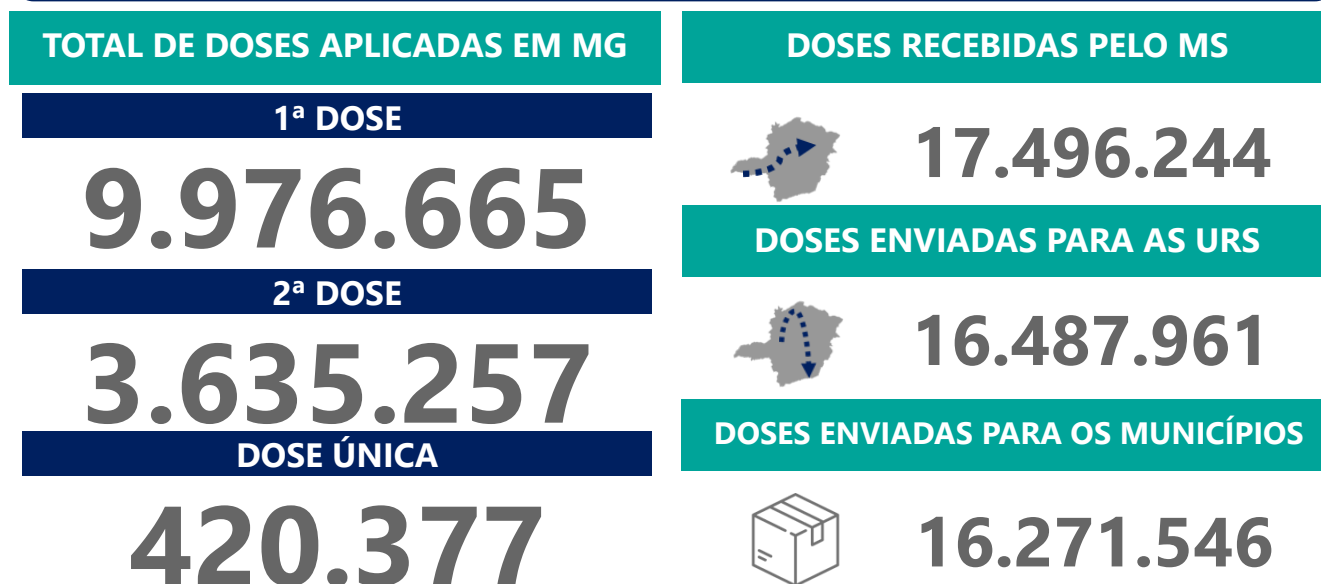 TOTAL DE DOSES APLICADAS EM MG
1ª DOSE
9.976.665
2ª DOSE
3.635.257
DOSE ÚNICA
420.377
DOSES RECEBIDAS PELO MS
17.496.244
DOSES ENVIADAS PARA AS URS
16.487.961
DOSES ENVIADAS PARA OS MUNICÍPIOS
16.271.546